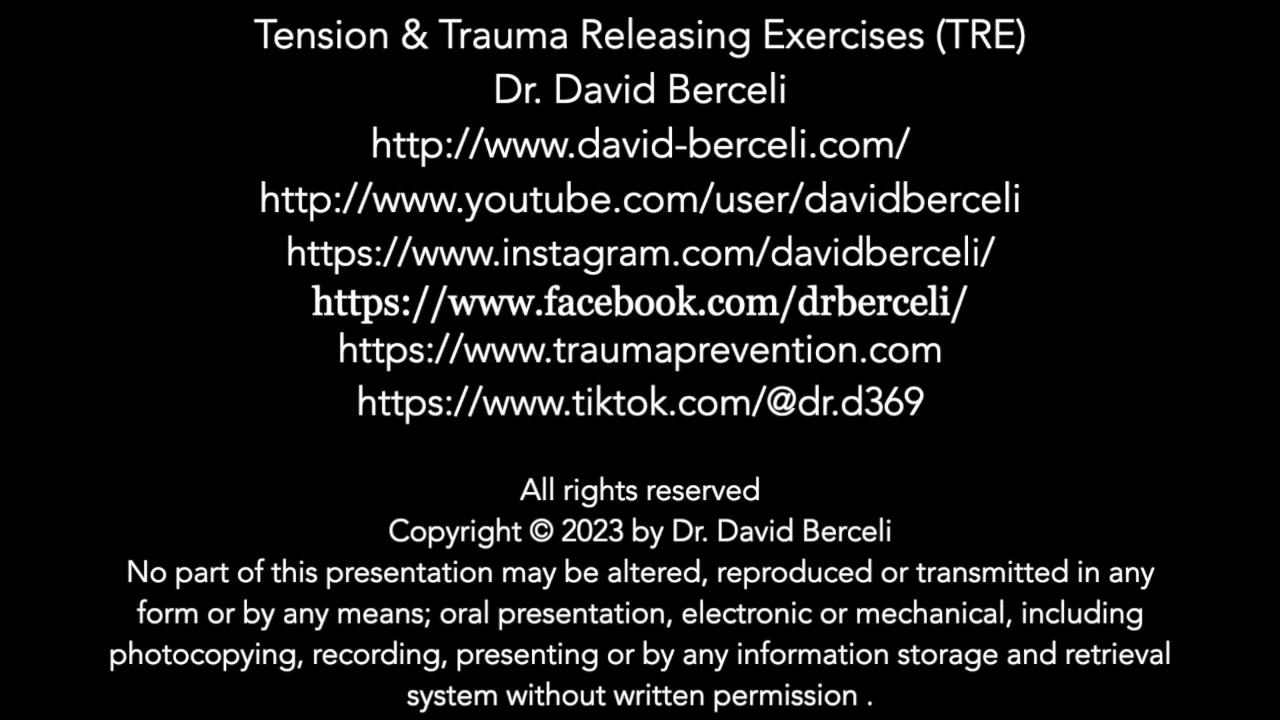 Tension & Trauma Releasing Exercises (TRE)
Dr. David Berceli
http://www.david-berceli.com/
http://www.youtube.com/user/davidberceli
https://www.instagram.com/davidberceli/
https://www.facebook.com/drberceli/
https://www.traumaprevention.com
https://www.tiktok.com/@dr.d369
All rights reserved
Copyright © 2023 by Dr. David Berceli
No part of this presentation may be altered, reproduced or transmitted in any
form or by any means; oral presentation, electronic or mechanical, including
photocopying, recording, presenting or by any information storage and retrieval
system without written permission .